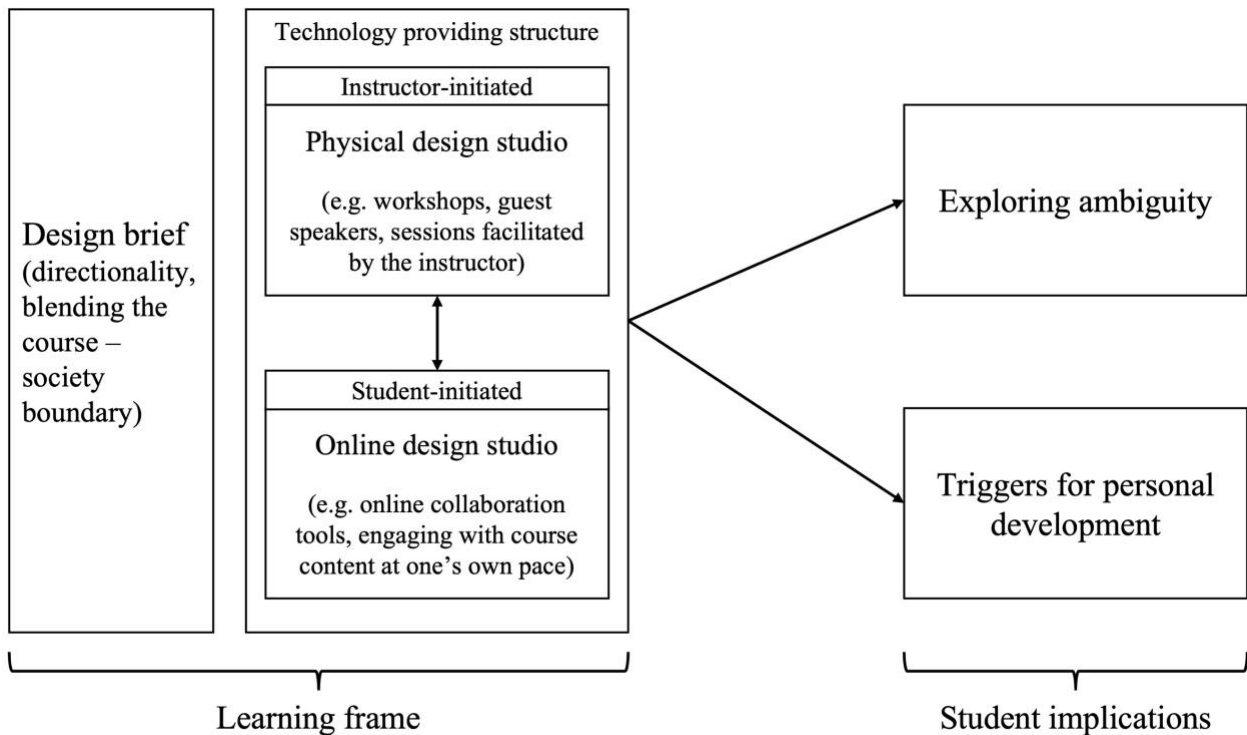 Design brief
(directionality,
blending the
course –
society
boundary)
Technology providing structure
Instructor-initiated
Physical design studio
(e.g. workshops, guest
speakers, sessions facilitated
by the instructor)
Student-initiated
Online design studio
(e.g. online collaboration
tools, engaging with course
content at one’s own pace)
Exploring ambiguity
Triggers for personal
development
Learning frame
Student implications